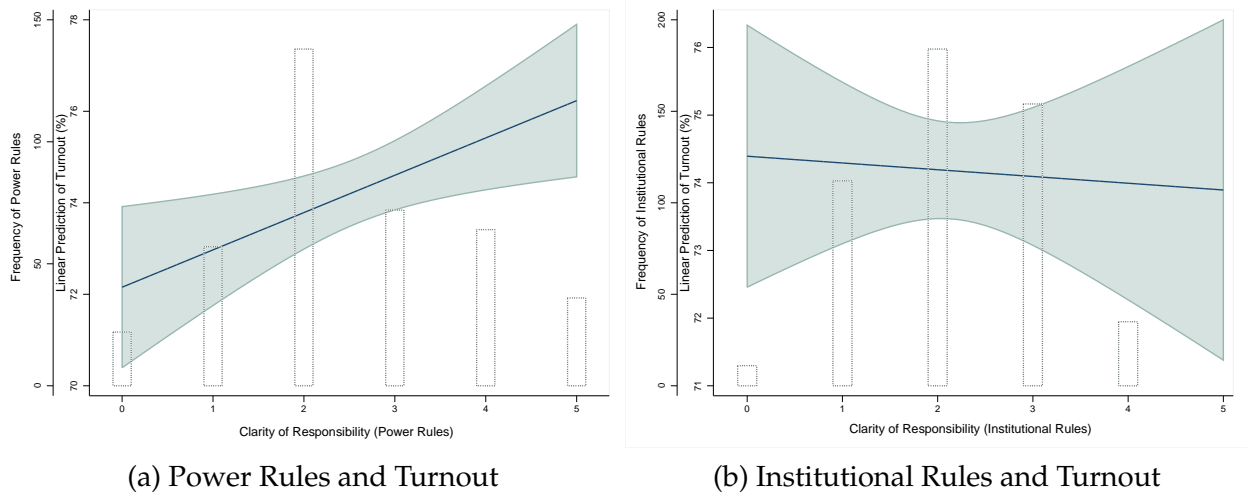 150
100
50
0
Frequency of Power Rules
78
76
74
72
70
Linear Prediction of Turnout (%)
0 1 2 3 4 5
Clarity of Responsibility (Power Rules)
(a) Power Rules and Turnout
200
150
100
50
0
Frequency of Institutional Rules
76
75
74
73
72
71
Linear Prediction of Turnout (%)
0 1 2 3 4 5
Clarity of Responsibility (Institutional Rules)
(b) Institutional Rules and Turnout